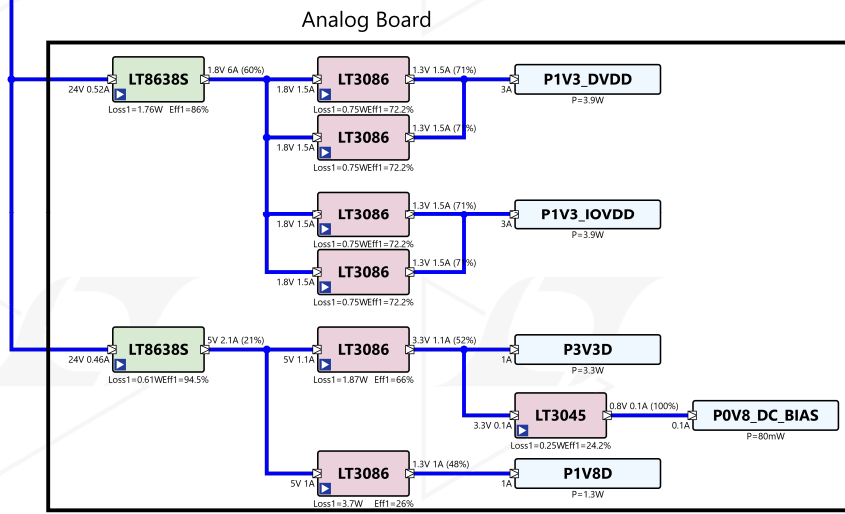 Analog Board
LT8638S
24V 0.52A
1.8V 6A (60%)
Loss1=1.76W Eff1=86%
LT3086
1.8V 1.5A
1.3V 1.5A (71%)
Loss1=0.75WEff1=72.2%
P1V3_DVDD
3A
P=3.9W
LT3086
1.8V 1.5A
1.3V 1.5A (71%)
Loss1=0.75WEff1=72.2%
LT3086
1.8V 1.5A
1.3V 1.5A (71%)
Loss1=0.75WEff1=72.2%
P1V3_IOVDD
3A
P=3.9W
LT3086
1.8V 1.5A
1.3V 1.5A (71%)
Loss1=0.75WEff1=72.2%
LT8638S
24V 0.46A
5V 2.1A (21%)
Loss1=0.61WEff1=94.5%
LT3086
5V 1.1A
3.3V 1.1A (52%)
Loss1=1.87W Eff1=66%
P3V3D
1A
P=3.3W
LT3045
3.3V 0.1A
0.8V 0.1A (100%)
Loss1=0.25WEff1=24.2%
P0V8_DC_BIAS
0.1A
P=80mW
LT3086
5V 1A
1.3V 1A (48%)
Loss1=3.7W Eff1=26%
P1V8D
1A
P=1.3W